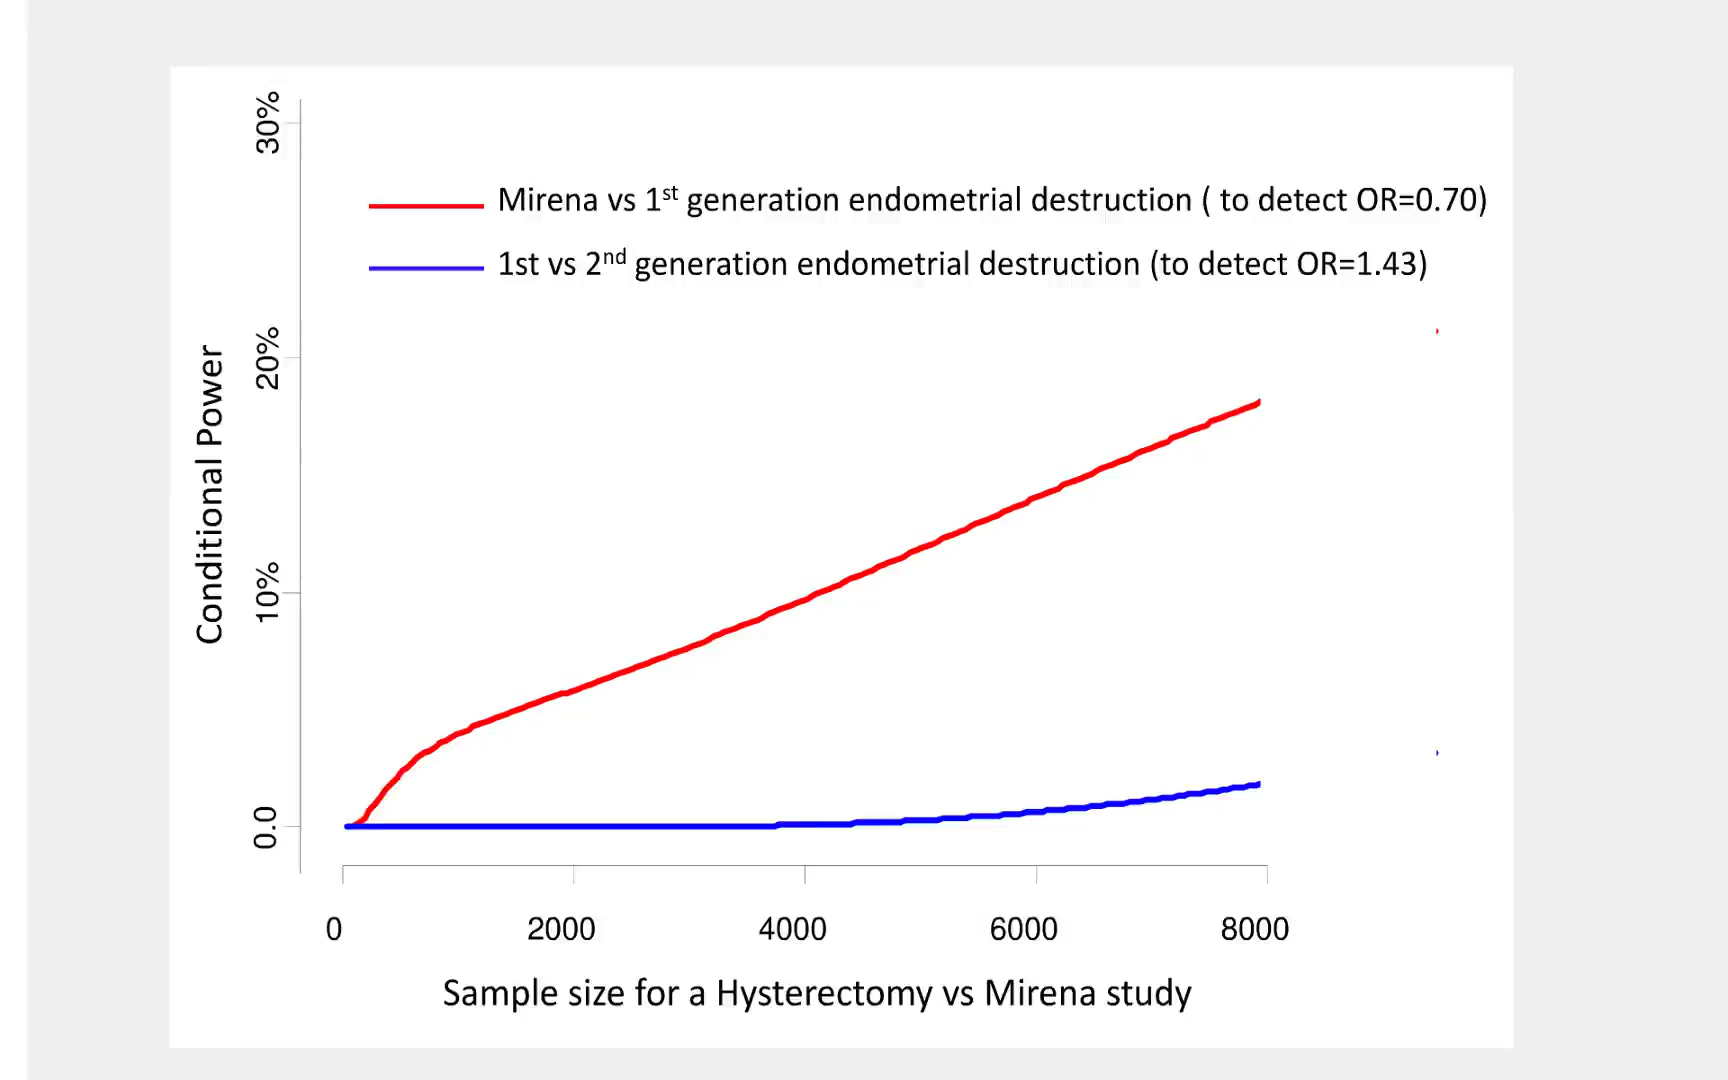 30%
Mirena vs 1st generation endometrial destruction ( to detect OR=0.70)
1st vs 2nd generation endometrial destruction (to detect OR=1.43)
20%
Conditional Power
10%
0.0
0 2000 4000 6000 8000
Sample size for a Hysterectomy vs Mirena study